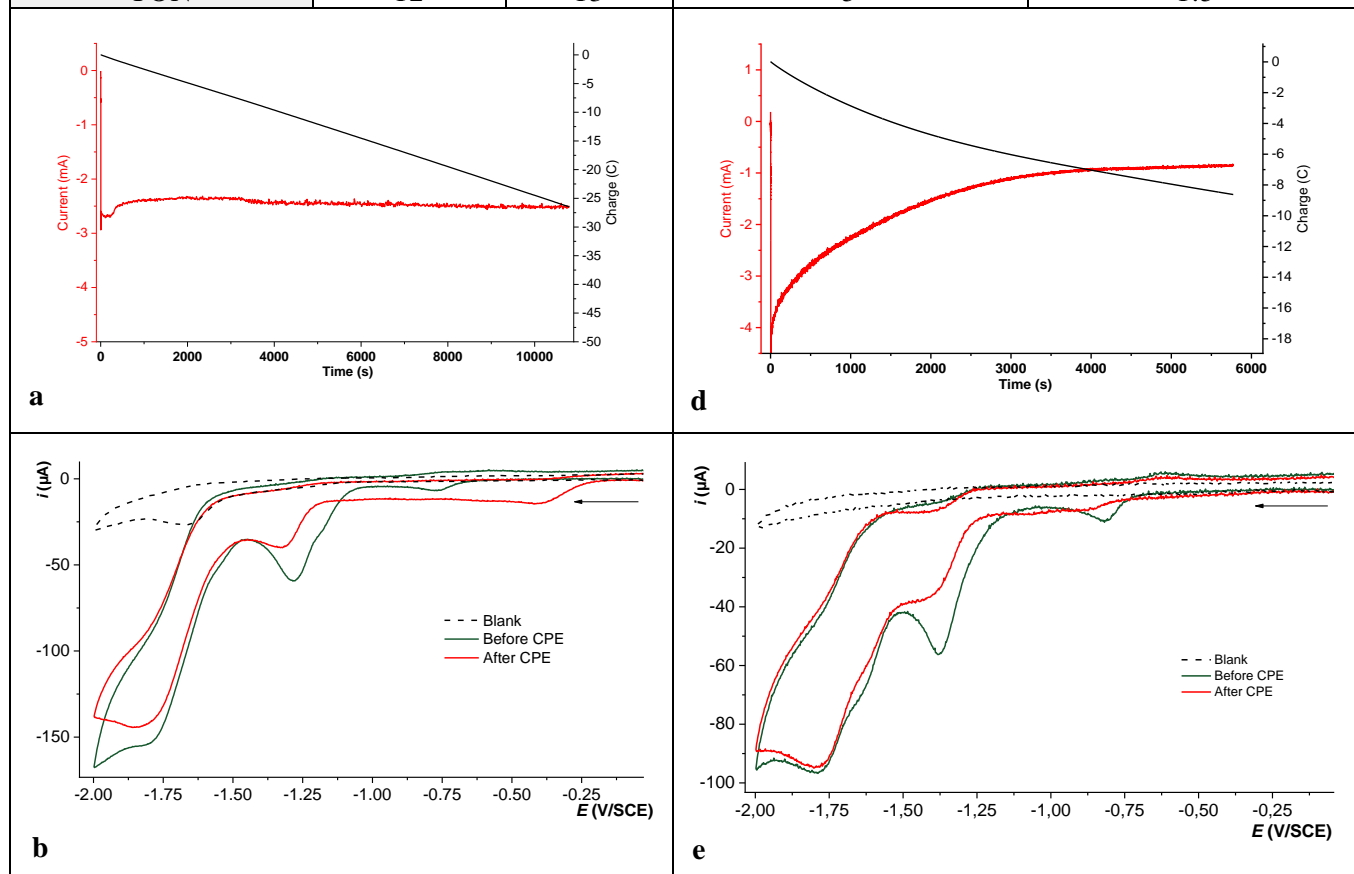 1
0
-1
-2
-3
-4
-5
Current (mA)
0
-5
-10
-15
-20
-25
-30
-35
-40
-45
-50
Charge (C)
0 2000 4000 6000 8000 10000
Time (s)
a
1
0
-1
-2
-3
-4
Current (mA)
0
-2
-4
-6
-8
-10
-12
-14
-16
-18
Charge (C)
0 1000 2000 3000 4000 5000 6000
Time (s)
d
i (µA)
0
-50
-100
-150
Blank
Before CPE
After CPE
-2.00 -1.75 -1.50 -1.25 -1.00 -0.75 -0.50 -0.25
E (V/SCE)
b
i (µA)
0
-20
-40
-60
-80
-100
Blank
Before CPE
After CPE
-2,00 -1,75 -1,50 -1,25 -1,00 -0,75 -0,50 -0,25
E (V/SCE)
e